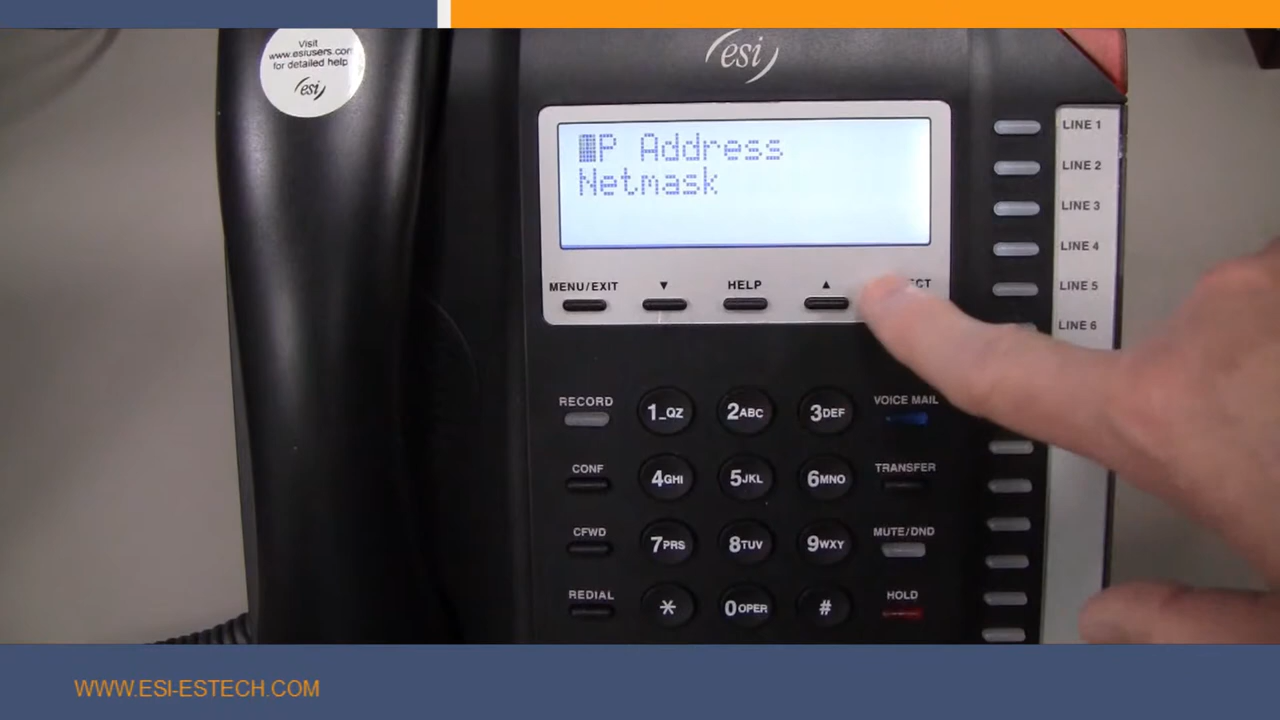 Visit
www.esiusers.com
for detailed help
esi
esi
P Address
Netmask
MENU/EXIT ▼ HELP ▲
LINE 1
LINE 2
LINE 3
LINE 4
LINE 5
LINE 6
RECORD 1_QZ 2ABC 3DEF VOICE MAIL
CONF 4GHI 5JKL 6MNO TRANSFER
CFWD 7PRS 8TUV 9WXY MUTE/DND
REDIAL * 0OPER # HOLD
WWW.ESI-ESTECH.COM